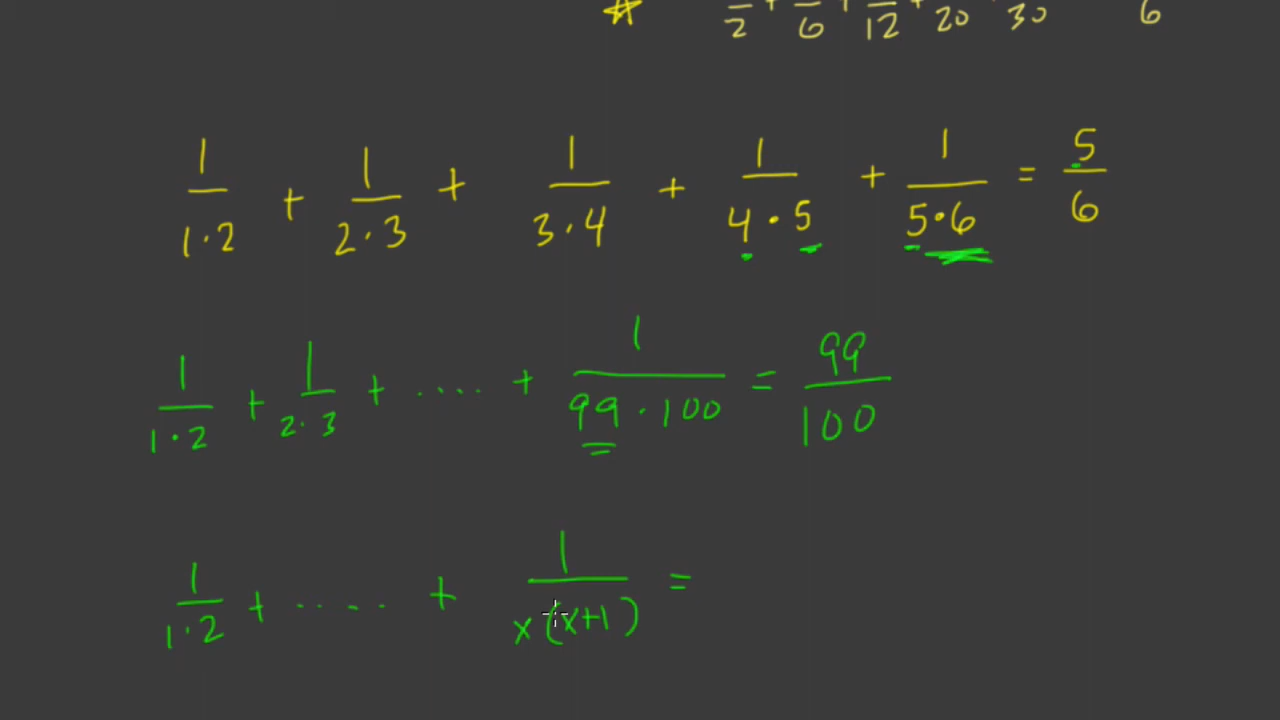 # 1/2 + 1/6 + 1/12 + 20 30 6
1/1·2 + 1/2·3 + 1/3·4 + 1/4·5 + 1/5·6 = 5/6
1/1·2 + 1/2·3 + .... + 1/99·100 = 99/100
1/1·2 + ..... + 1/x(x+1) =